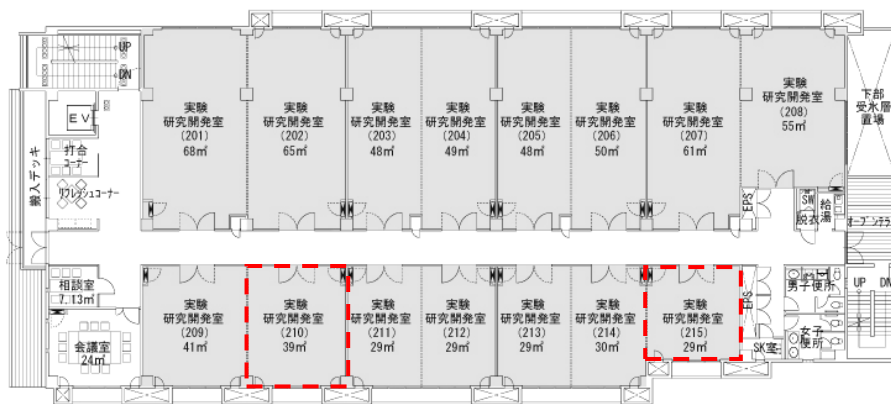 UP
DN
EV
打合
コーナー
リフレッシュコーナー
搬入デッキ
実験
研究開発室
(201)
68㎡
実験
研究開発室
(202)
65㎡
実験
研究開発室
(203)
48㎡
実験
研究開発室
(204)
49㎡
実験
研究開発室
(205)
48㎡
実験
研究開発室
(206)
50㎡
実験
研究開発室
(207)
61㎡
実験
研究開発室
(208)
55㎡
下部
受水層
置場
EPS
SW
脱衣
給
湯
オープンテラス
相談室
7.13㎡
会議室
24㎡
実験
研究開発室
(209)
41㎡
実験
研究開発室
(210)
39㎡
実験
研究開発室
(211)
29㎡
実験
研究開発室
(212)
29㎡
実験
研究開発室
(213)
29㎡
実験
研究開発室
(214)
30㎡
実験
研究開発室
(215)
29㎡
EPS
SK室
男子便所
女子
便所
UP
DN